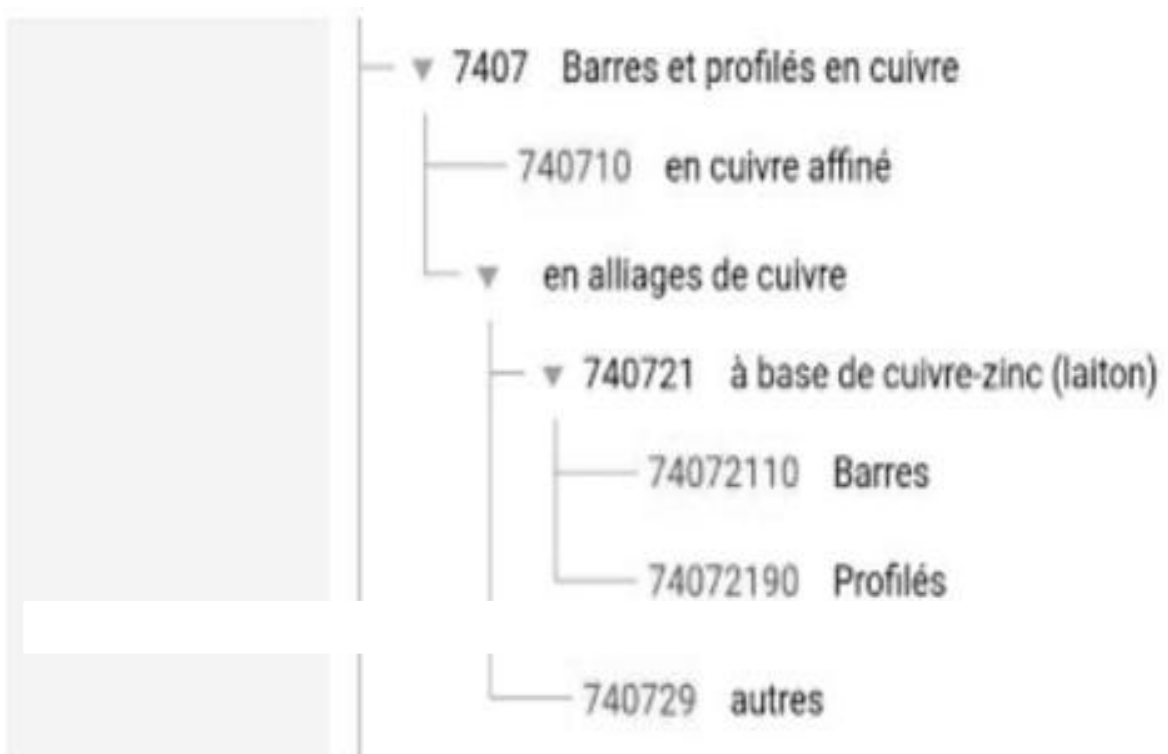 7407 Barres et profilés en cuivre
740710 en cuivre affiné
en alliages de cuivre
740721 à base de cuivre-zinc (laiton)
74072110 Barres
74072190 Profilés
740729 autres